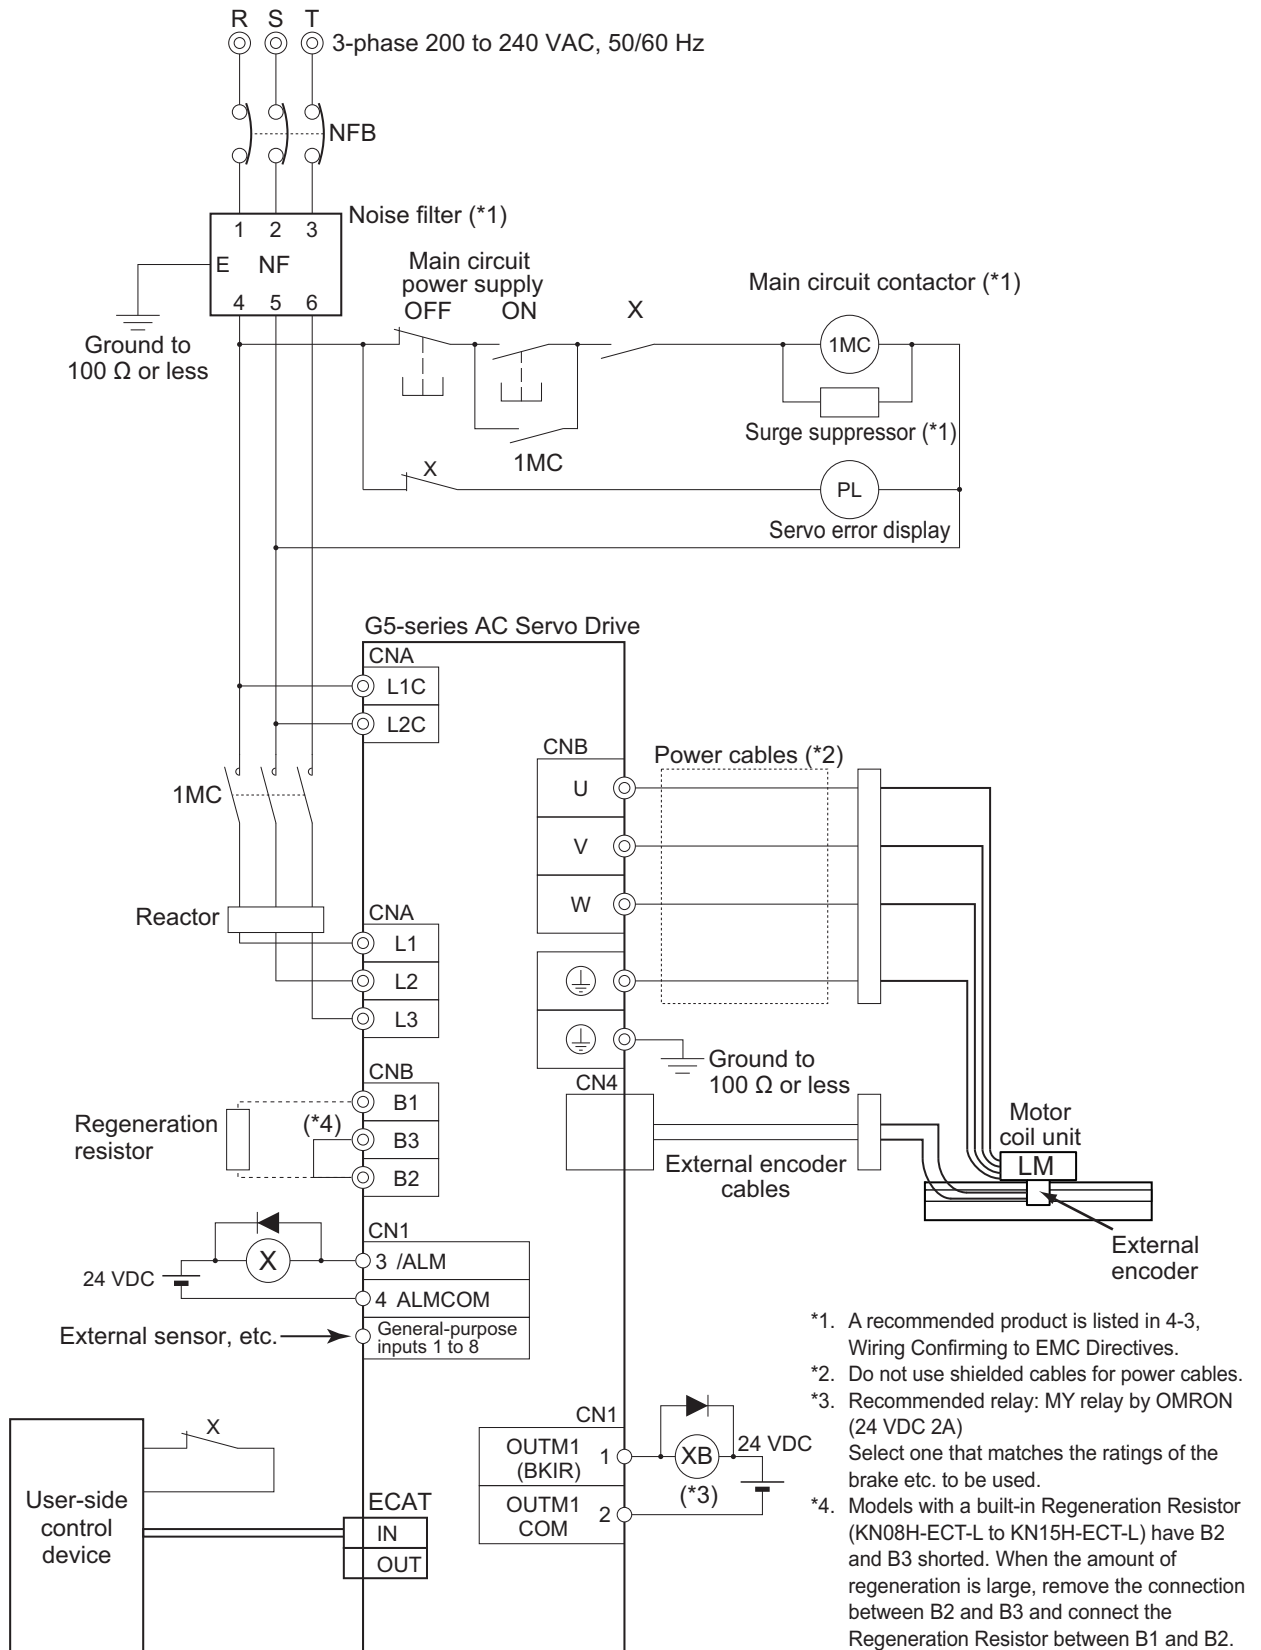 R S T
3-phase 200 to 240 VAC, 50/60 Hz
NFB
Noise filter (*1)
1 2 3
E NF
4 5 6
Ground to
100 Ω or less
Main circuit
power supply
OFF ON X
Main circuit contactor (*1)
1MC
Surge suppressor (*1)
1MC
X
PL
Servo error display
G5-series AC Servo Drive
CNA
L1C
L2C
1MC
Reactor
CNA
L1
L2
L3
CNB
U
V
W
Power cables (*2)
Ground to
100 Ω or less
CN4
External encoder
cables
Motor
coil unit
LM
External
encoder
CNB
B1
B3
B2
Regeneration
resistor
(*4)
X
24 VDC
CN1
3 /ALM
4 ALMCOM
General-purpose
inputs 1 to 8
External sensor, etc.
X
User-side
control
device
ECAT
IN
OUT
CN1
OUTM1
(BKIR)
1
OUTM1
COM
2
XB
24 VDC
(*3)
*1. A recommended product is listed in 4-3,
Wiring Confirming to EMC Directives.
*2. Do not use shielded cables for power cables.
*3. Recommended relay: MY relay by OMRON
(24 VDC 2A)
Select one that matches the ratings of the
brake etc. to be used.
*4. Models with a built-in Regeneration Resistor
(KN08H-ECT-L to KN15H-ECT-L) have B2
and B3 shorted. When the amount of
regeneration is large, remove the connection
between B2 and B3 and connect the
Regeneration Resistor between B1 and B2.